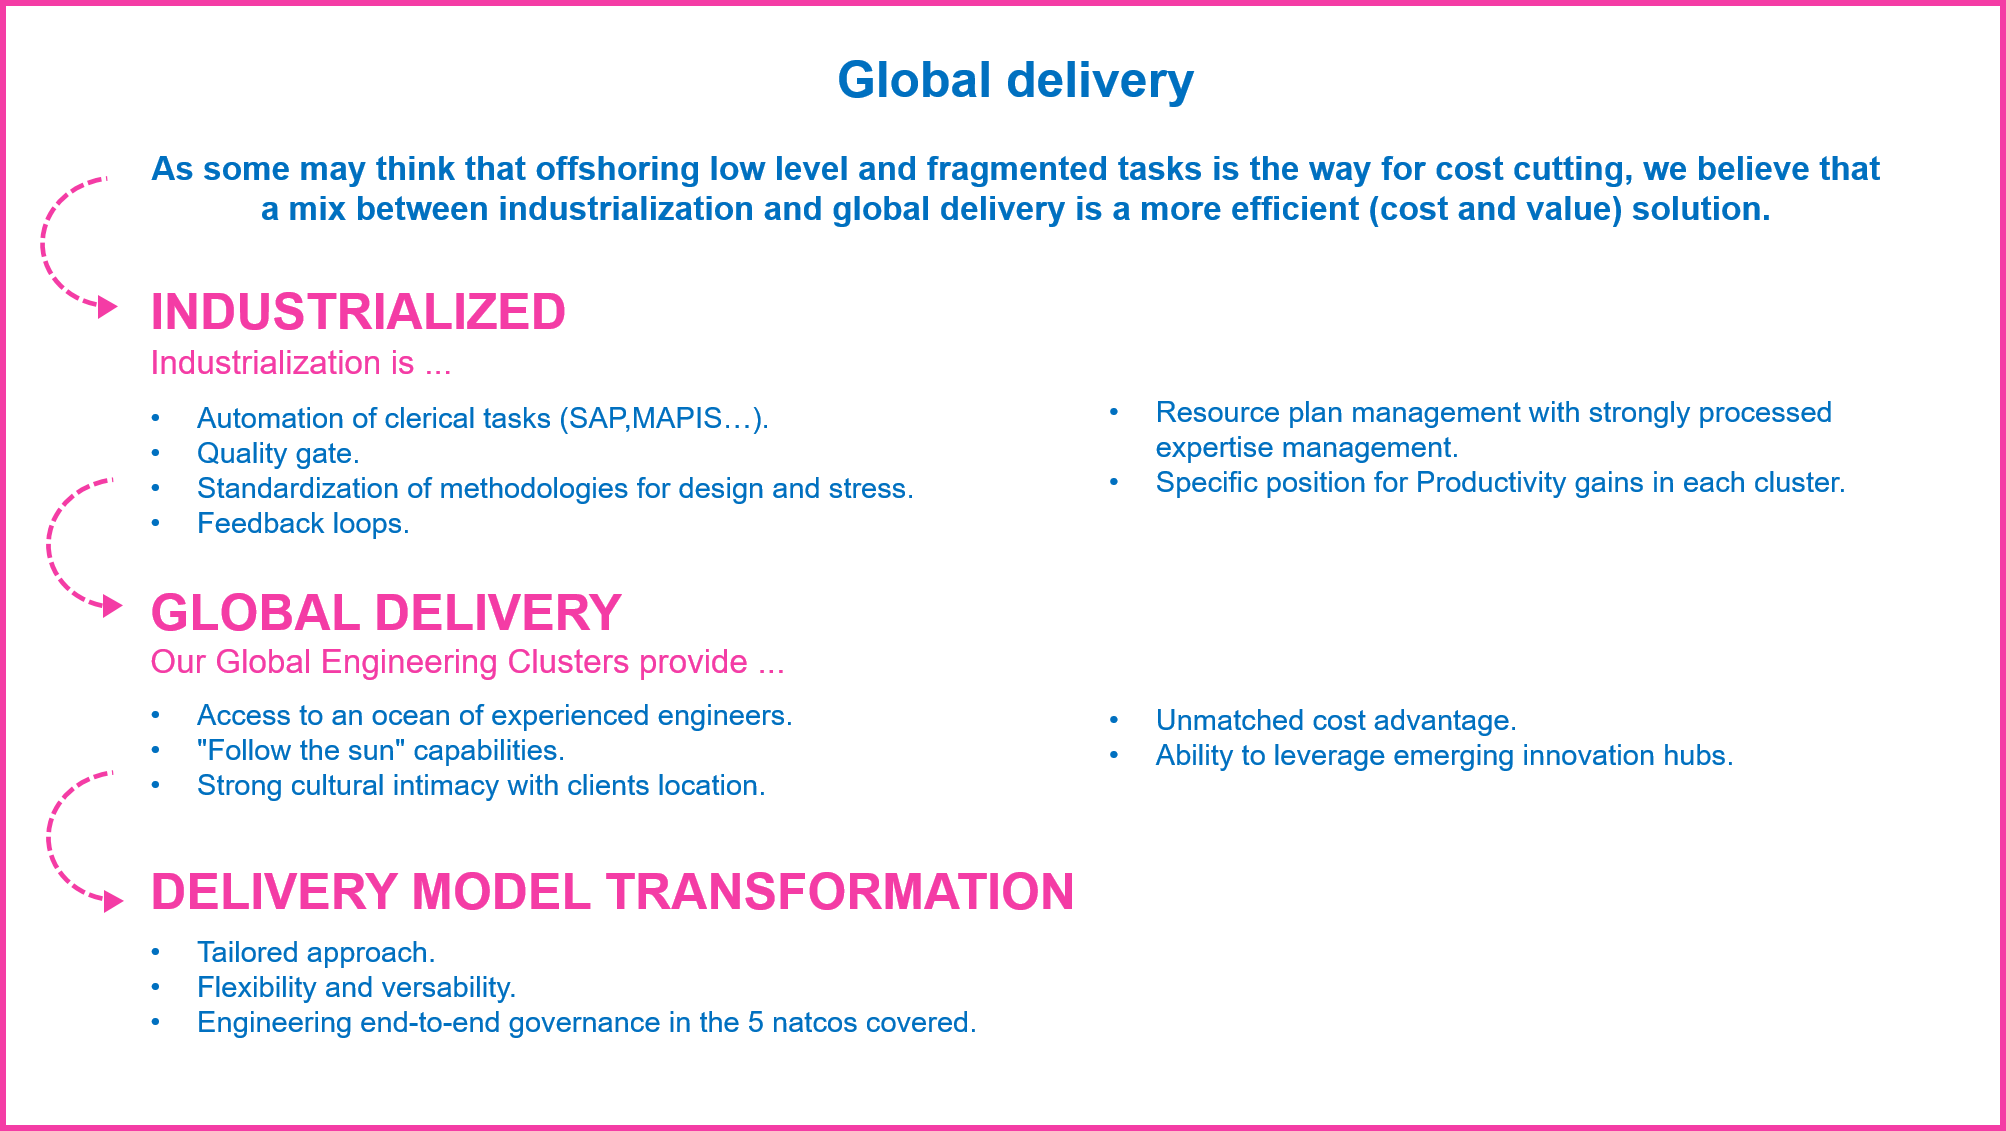 Global delivery
As some may think that offshoring low level and fragmented tasks is the way for cost cutting, we believe that
a mix between industrialization and global delivery is a more efficient (cost and value) solution.
INDUSTRIALIZED
Industrialization is ...
• Automation of clerical tasks (SAP,MAPIS…).
• Quality gate.
• Standardization of methodologies for design and stress.
• Feedback loops.
• Resource plan management with strongly processed
expertise management.
• Specific position for Productivity gains in each cluster.
GLOBAL DELIVERY
Our Global Engineering Clusters provide ...
• Access to an ocean of experienced engineers.
• "Follow the sun" capabilities.
• Strong cultural intimacy with clients location.
• Unmatched cost advantage.
• Ability to leverage emerging innovation hubs.
DELIVERY MODEL TRANSFORMATION
• Tailored approach.
• Flexibility and versability.
• Engineering end-to-end governance in the 5 natcos covered.